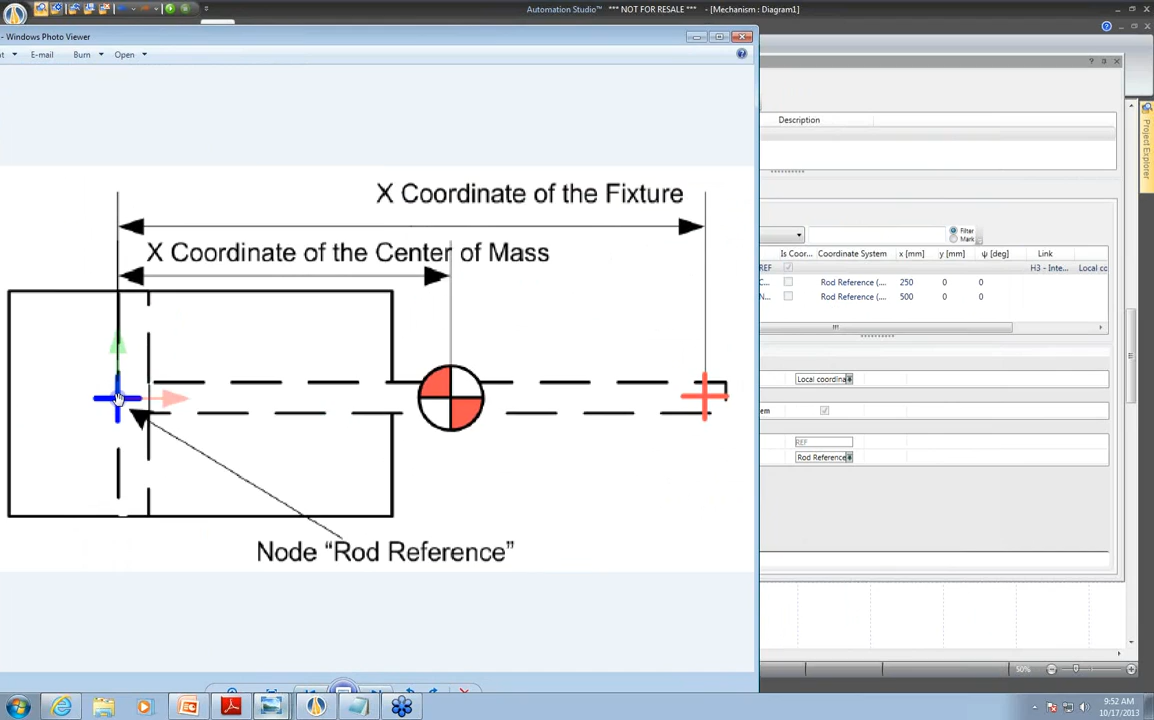 Automation Studio™ *** NOT FOR RESALE - [Mechanism : Diagram1]
- Windows Photo Viewer
E-mail
Burn
Open
X Coordinate of the Fixture
X Coordinate of the Center of Mass
Node “Rod Reference”
Description
Project Explorer
Filter
Mark
Is Coor... Coordinate System x [mm] y [mm] ψ [deg] Link
REF H3 - Inte... Local co
C... Rod Reference (.... 250 0 0
N... Rod Reference (.... 500 0 0
Local coordina
em
REF
Rod Reference
50%
9:52 AM
10/17/2013